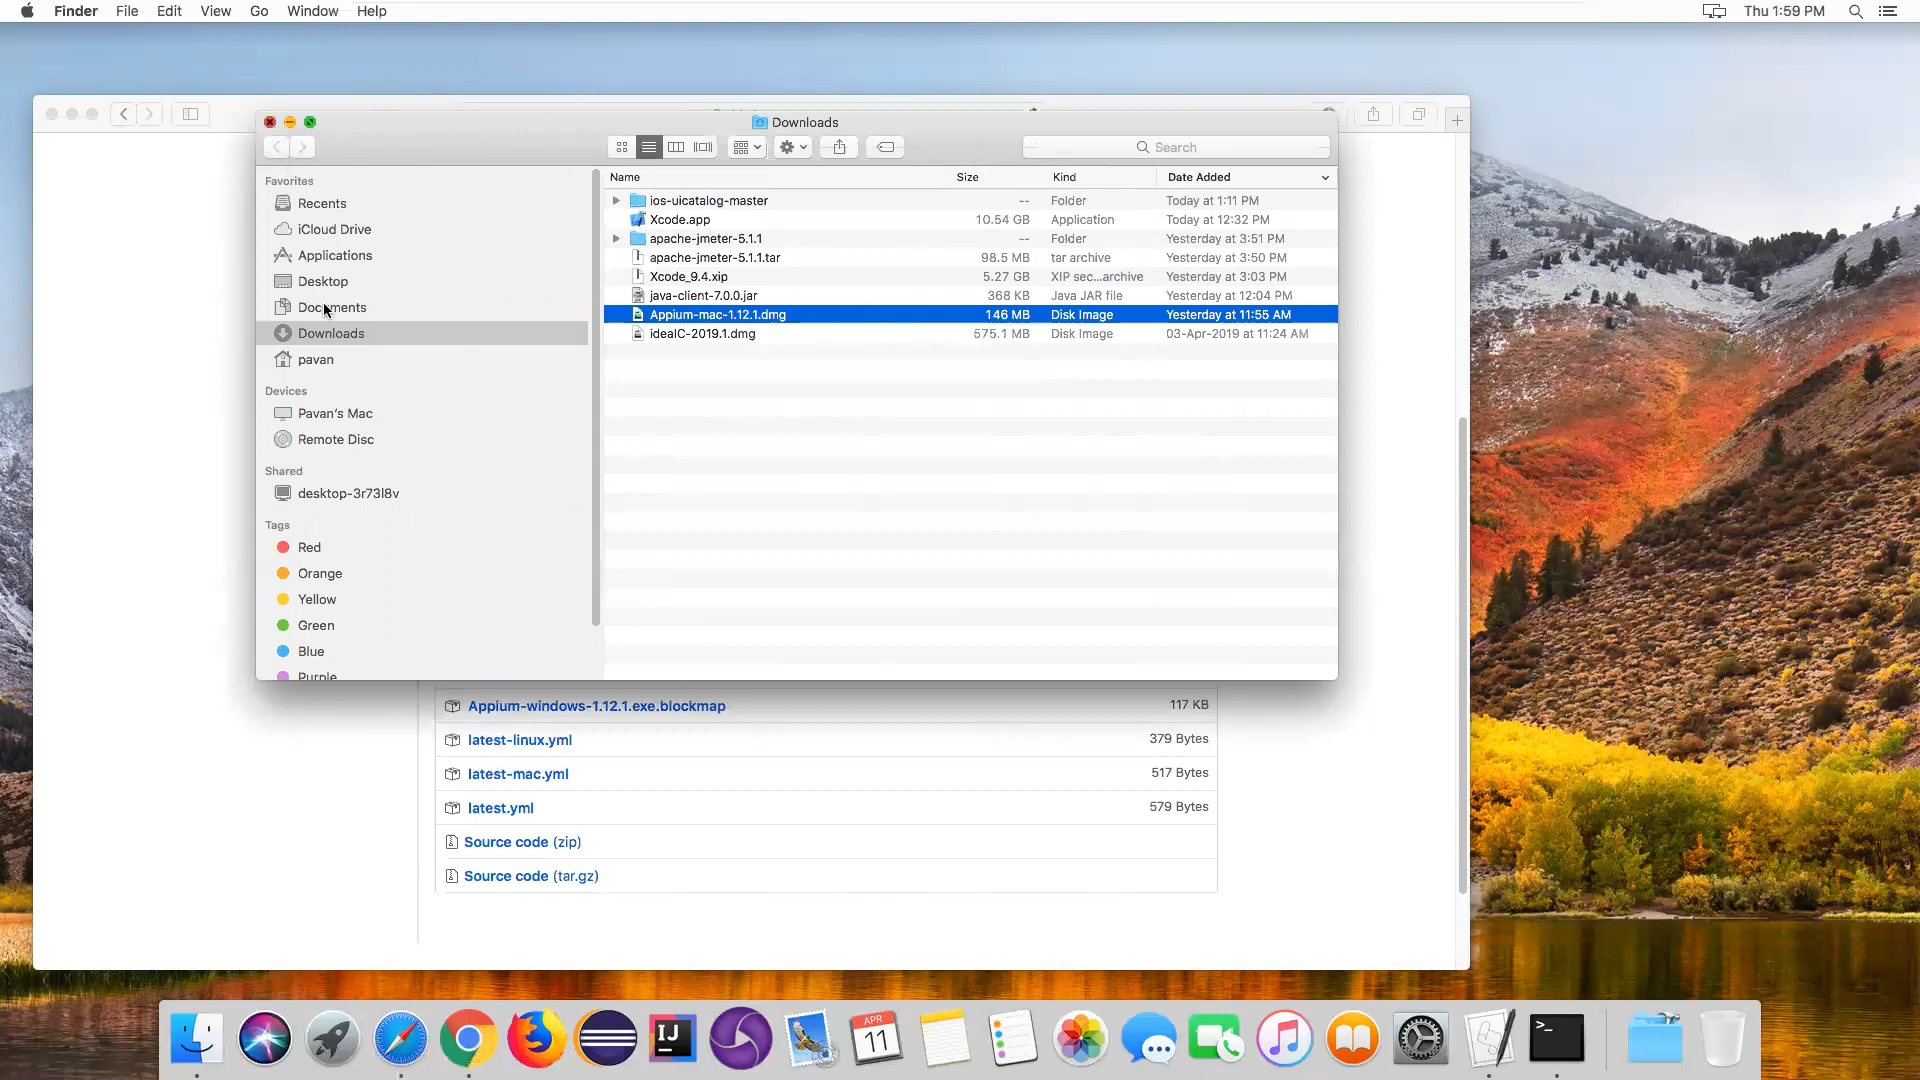 Finder File Edit View Go Window Help Thu 1:59 PM
Downloads
Search
Favorites
Recents
iCloud Drive
Applications
Desktop
Documents
Downloads
pavan
Devices
Pavan's Mac
Remote Disc
Shared
desktop-3r73l8v
Tags
Red
Orange
Yellow
Green
Blue
Purple
Name Size Kind Date Added
ios-uicatalog-master -- Folder Today at 1:11 PM
Xcode.app 10.54 GB Application Today at 12:32 PM
apache-jmeter-5.1.1 -- Folder Yesterday at 3:51 PM
apache-jmeter-5.1.1.tar 98.5 MB tar archive Yesterday at 3:50 PM
Xcode_9.4.xip 5.27 GB XIP sec...archive Yesterday at 3:03 PM
java-client-7.0.0.jar 368 KB Java JAR file Yesterday at 12:04 PM
Appium-mac-1.12.1.dmg 146 MB Disk Image Yesterday at 11:55 AM
ideaIC-2019.1.dmg 575.1 MB Disk Image 03-Apr-2019 at 11:24 AM
Appium-windows-1.12.1.exe.blockmap 117 KB
latest-linux.yml 379 Bytes
latest-mac.yml 517 Bytes
latest.yml 579 Bytes
Source code (zip)
Source code (tar.gz)
IJ
APR
11
>_